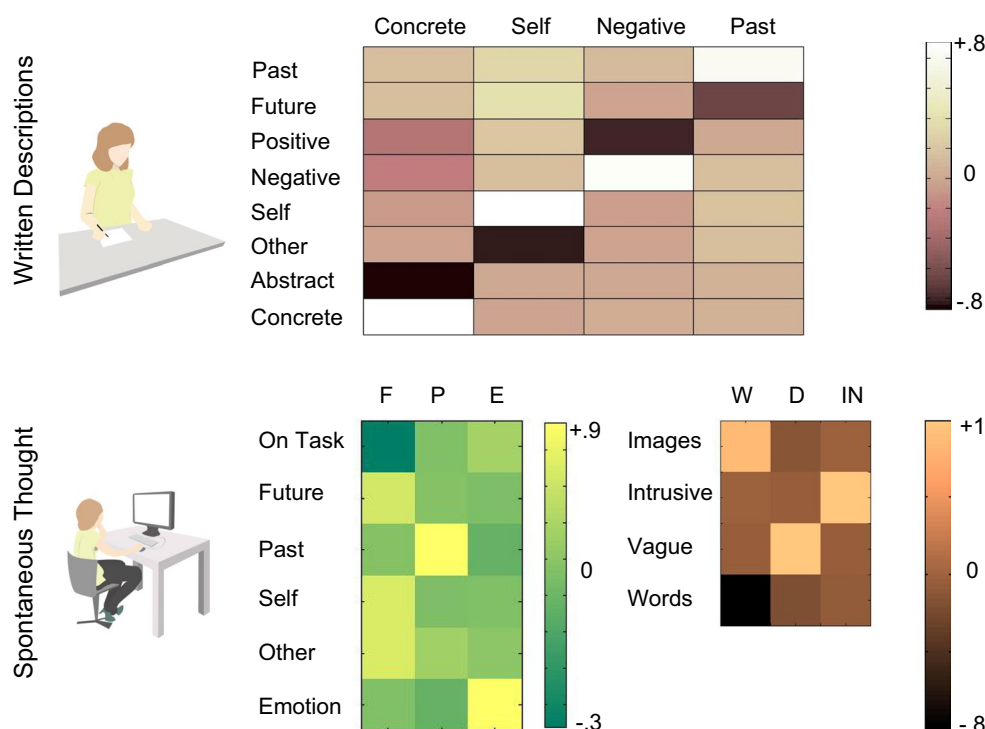 Written Descriptions
Concrete Self Negative Past
Past
Future
Positive
Negative
Self
Other
Abstract
Concrete
+.8
0
-.8
Spontaneous Thought
F P E
On Task
Future
Past
Self
Other
Emotion
+.9
0
-.3
W D IN
Images
Intrusive
Vague
Words
+1
0
-.8